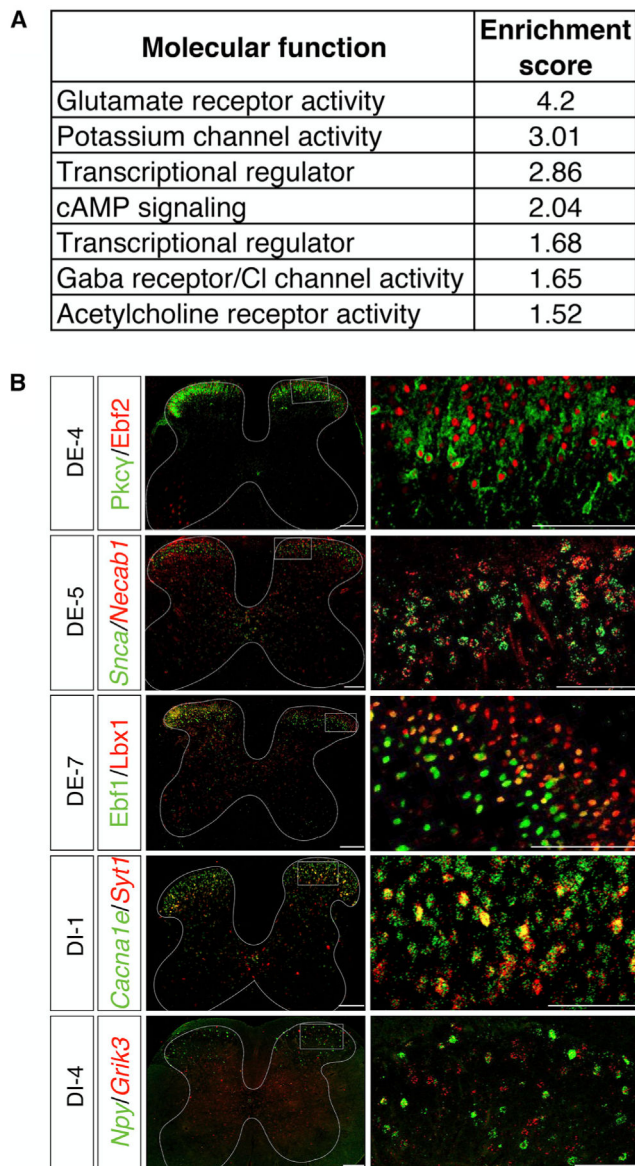 A
Molecular function
Enrichment
score
Glutamate receptor activity 4.2
Potassium channel activity 3.01
Transcriptional regulator 2.86
cAMP signaling 2.04
Transcriptional regulator 1.68
Gaba receptor/Cl channel activity 1.65
Acetylcholine receptor activity 1.52
B
DE-4
Pkcγ/Ebf2
DE-5
Snca/Necab1
DE-7
Ebf1/Lbx1
DI-1
Cacna1e/Syt1
DI-4
Npy/Grik3